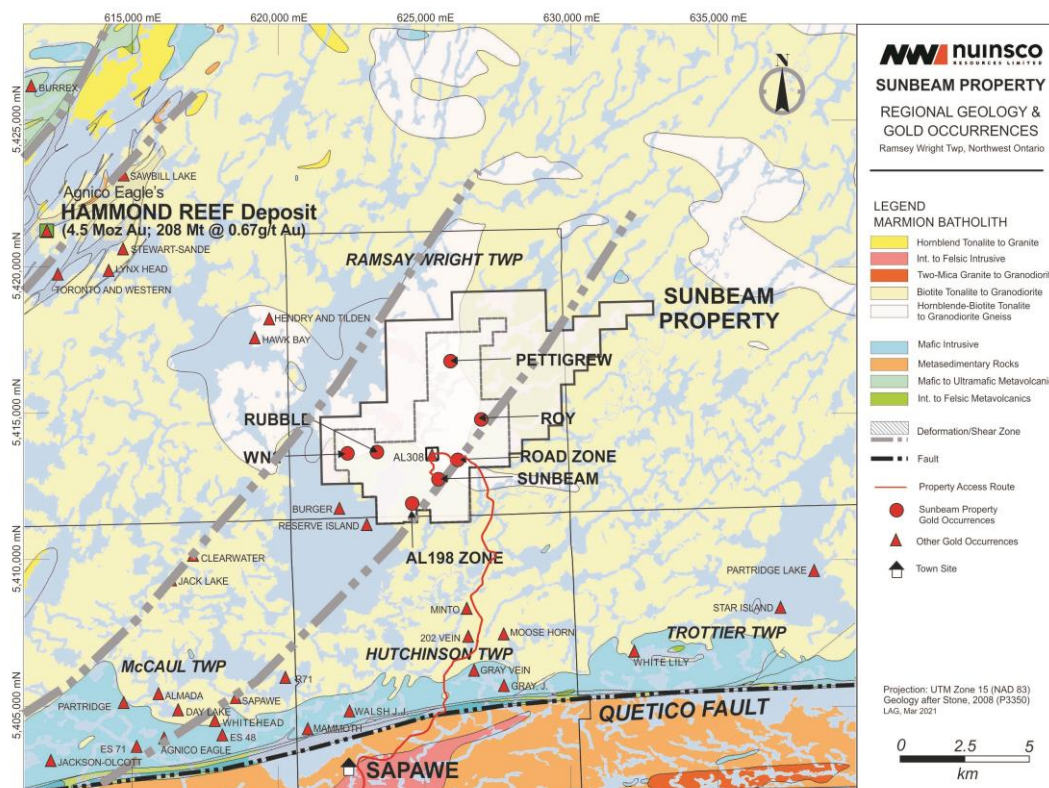 615,000 mE
620,000 mE
625,000 mE
630,000 mE
635,000 mE
5,425,000 mN
5,420,000 mN
5,415,000 mN
5,410,000 mN
5,405,000 mN
N
BURREX
SAWBILL LAKE
Agnico Eagle's
HAMMOND REEF Deposit
(4.5 Moz Au; 208 Mt @ 0.67g/t Au)
STEWART-SANDE
LYNX HEAD
TORONTO AND WESTERN
RAMSAY WRIGHT TWP
HENDRY AND TILDEN
HAWK BAY
SUNBEAM
PROPERTY
PETTIGREW
RUBBLE
ROY
WNS
AL308
ROAD ZONE
SUNBEAM
BURGER
RESERVE ISLAND
AL198 ZONE
CLEARWATER
JACK LAKE
PARTRIDGE LAKE
MINTO
STAR ISLAND
202 VEIN
MOOSE HORN
HUTCHINSON TWP
TROTTIER TWP
WHITE LILY
McCAUL TWP
GRAY VEIN
R71
GRAY, J.
ALMADA
SAPAWE
PARTRIDGE
DAY LAKE
WALSH J.J.
WHITEHEAD
MAMMOTH
ES 48
QUETICO FAULT
ES 71
AGNICO EAGLE
JACKSON-OLCOTT
SAPAWE
nuinsco
RESOURCES LIMITED
SUNBEAM PROPERTY
REGIONAL GEOLOGY &
GOLD OCCURRENCES
Ramsey Wright Twp, Northwest Ontario
LEGEND
MARMION BATHOLITH
Hornblend Tonalite to Granite
Int. to Felsic Intrusive
Two-Mica Granite to Granodiorit
Biotite Tonalite to Granodiorite
Hornblende-Biotite Tonalite
to Granodiorite Gneiss
Mafic Intrusive
Metasedimentary Rocks
Mafic to Ultramafic Metavolcanic
Int. to Felsic Metavolcanics
Deformation/Shear Zone
Fault
Property Access Route
Sunbeam Property
Gold Occurrences
Other Gold Occurrences
Town Site
Projection: UTM Zone 15 (NAD 83)
Geology after Stone, 2008 (P3350)
LAG, Mar 2021
0 2.5 5
km